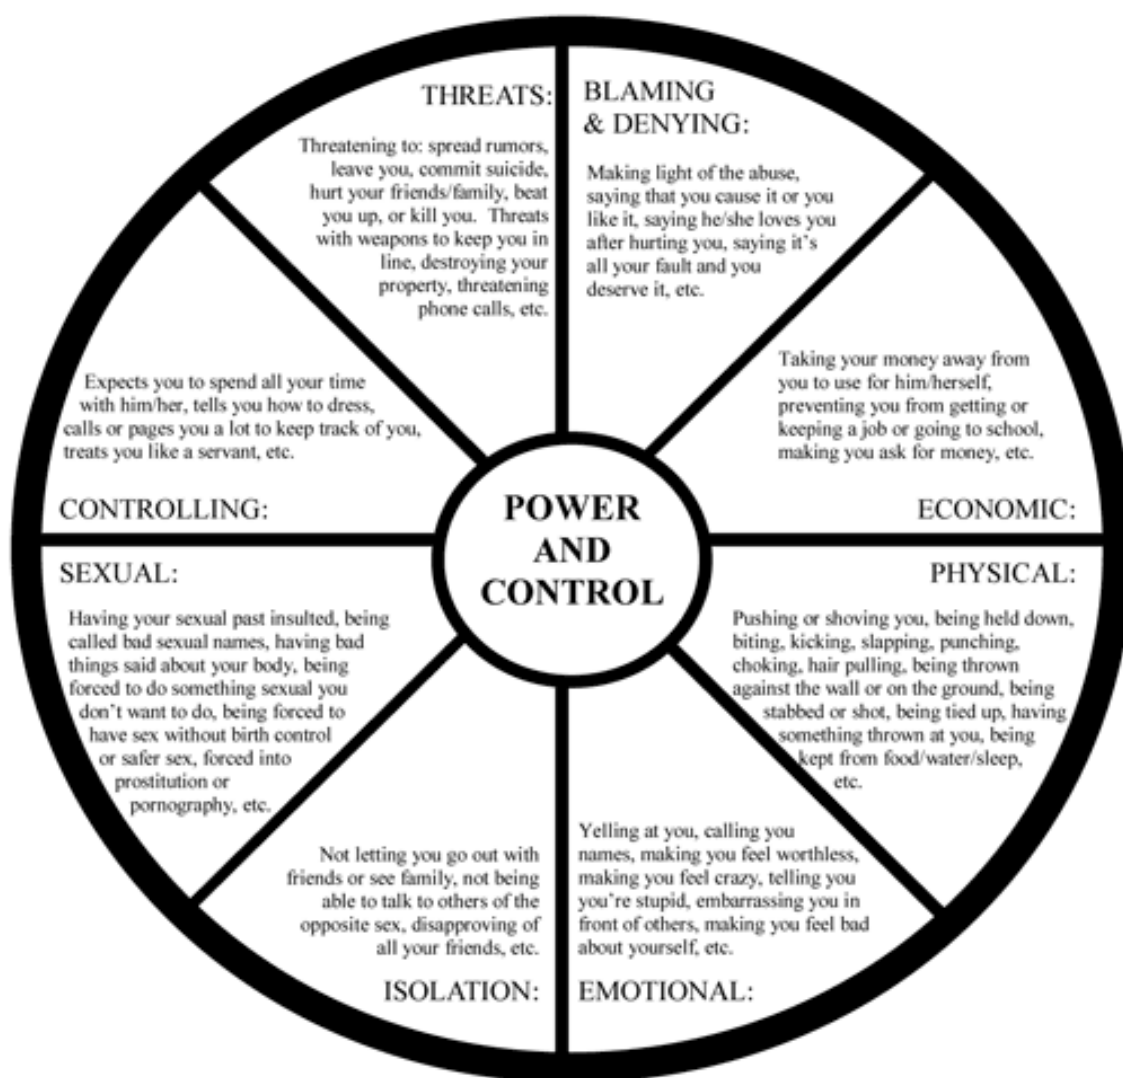 THREATS:
Threatening to: spread rumors,
leave you, commit suicide,
hurt your friends/family, beat
you up, or kill you.  Threats
with weapons to keep you in
line, destroying your
property, threatening
phone calls, etc.
BLAMING
& DENYING:
Making light of the abuse,
saying that you cause it or you
like it, saying he/she loves you
after hurting you, saying it's
all your fault and you
deserve it, etc.
Taking your money away from
you to use for him/herself,
preventing you from getting or
keeping a job or going to school,
making you ask for money, etc.
ECONOMIC:
PHYSICAL:
Pushing or shoving you, being held down,
biting, kicking, slapping, punching,
choking, hair pulling, being thrown
against the wall or on the ground, being
stabbed or shot, being tied up, having
something thrown at you, being
kept from food/water/sleep,
etc.
Yelling at you, calling you
names, making you feel worthless,
making you feel crazy, telling you
you're stupid, embarrassing you in
front of others, making you feel bad
about yourself, etc.
EMOTIONAL:
Not letting you go out with
friends or see family, not being
able to talk to others of the
opposite sex, disapproving of
all your friends, etc.
ISOLATION:
SEXUAL:
Having your sexual past insulted, being
called bad sexual names, having bad
things said about your body, being
forced to do something sexual you
don't want to do, being forced to
have sex without birth control
or safer sex, forced into
prostitution or
pornography, etc.
Expects you to spend all your time
with him/her, tells you how to dress,
calls or pages you a lot to keep track of you,
treats you like a servant, etc.
CONTROLLING:
POWER
AND
CONTROL